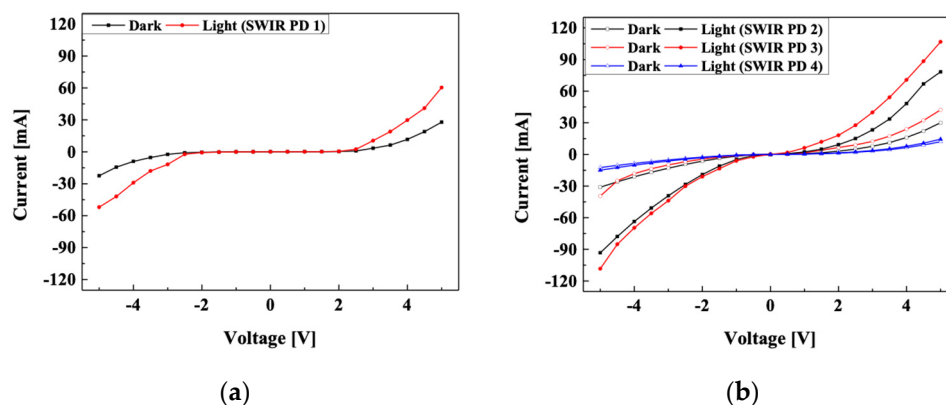 Dark Light (SWIR PD 1)
120
90
60
30
0
-30
-60
-90
-120
Current [mA]
-4 -2 0 2 4
Voltage [V]
(a)
Dark Light (SWIR PD 2)
Dark Light (SWIR PD 3)
Dark Light (SWIR PD 4)
120
90
60
30
0
-30
-60
-90
-120
Current [mA]
-4 -2 0 2 4
Voltage [V]
(b)